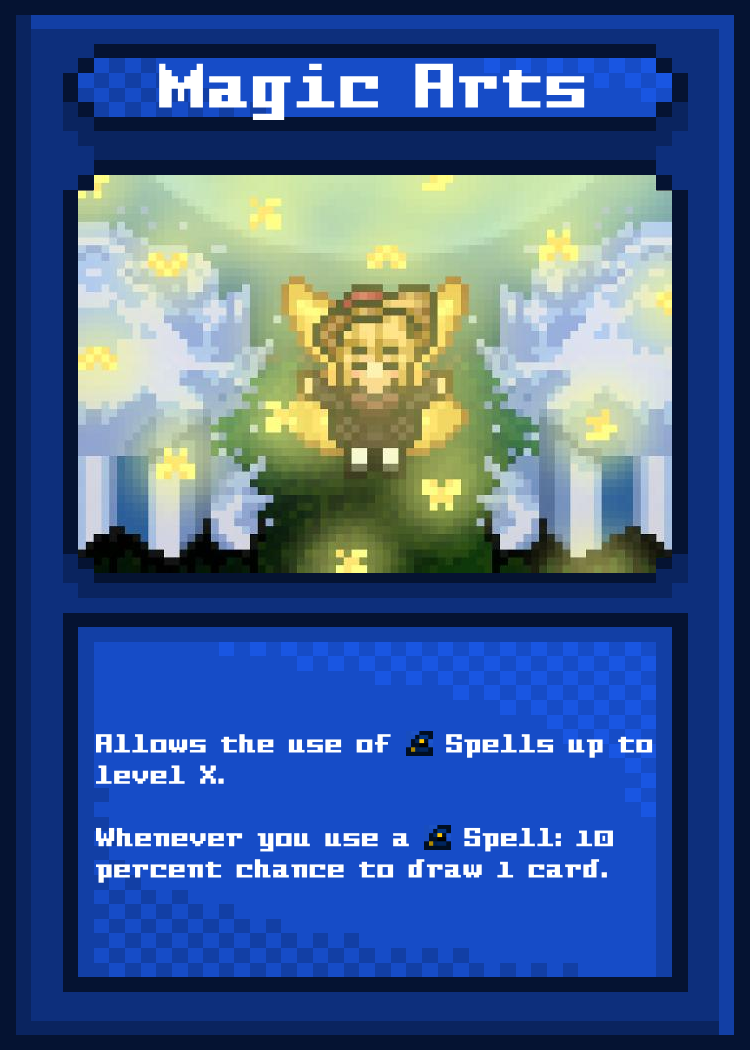 Magic Arts
Allows the use of Spells up to
level X.
Whenever you use a Spell: 10
percent chance to draw 1 card.